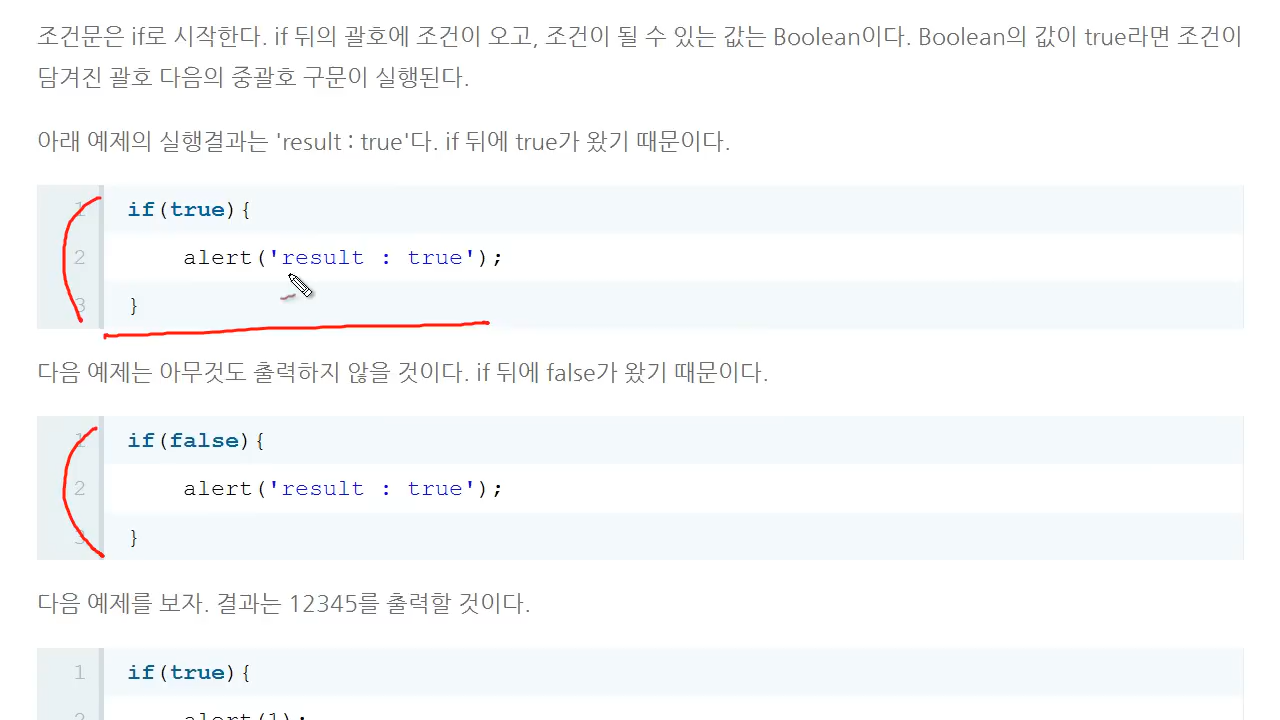 조건문은 if로 시작한다. if 뒤의 괄호에 조건이 오고, 조건이 될 수 있는 값는 Boolean이다. Boolean의 값이 true라면 조건이
담겨진 괄호 다음의 중괄호 구문이 실행된다.
아래 예제의 실행결과는 'result : true'다. if 뒤에 true가 왔기 때문이다.
1 if(true){
2 alert('result : true');
3 }
다음 예제는 아무것도 출력하지 않을 것이다. if 뒤에 false가 왔기 때문이다.
1 if(false){
2 alert('result : true');
3 }
다음 예제를 보자. 결과는 12345를 출력할 것이다.
1 if(true){
2 alert(1);